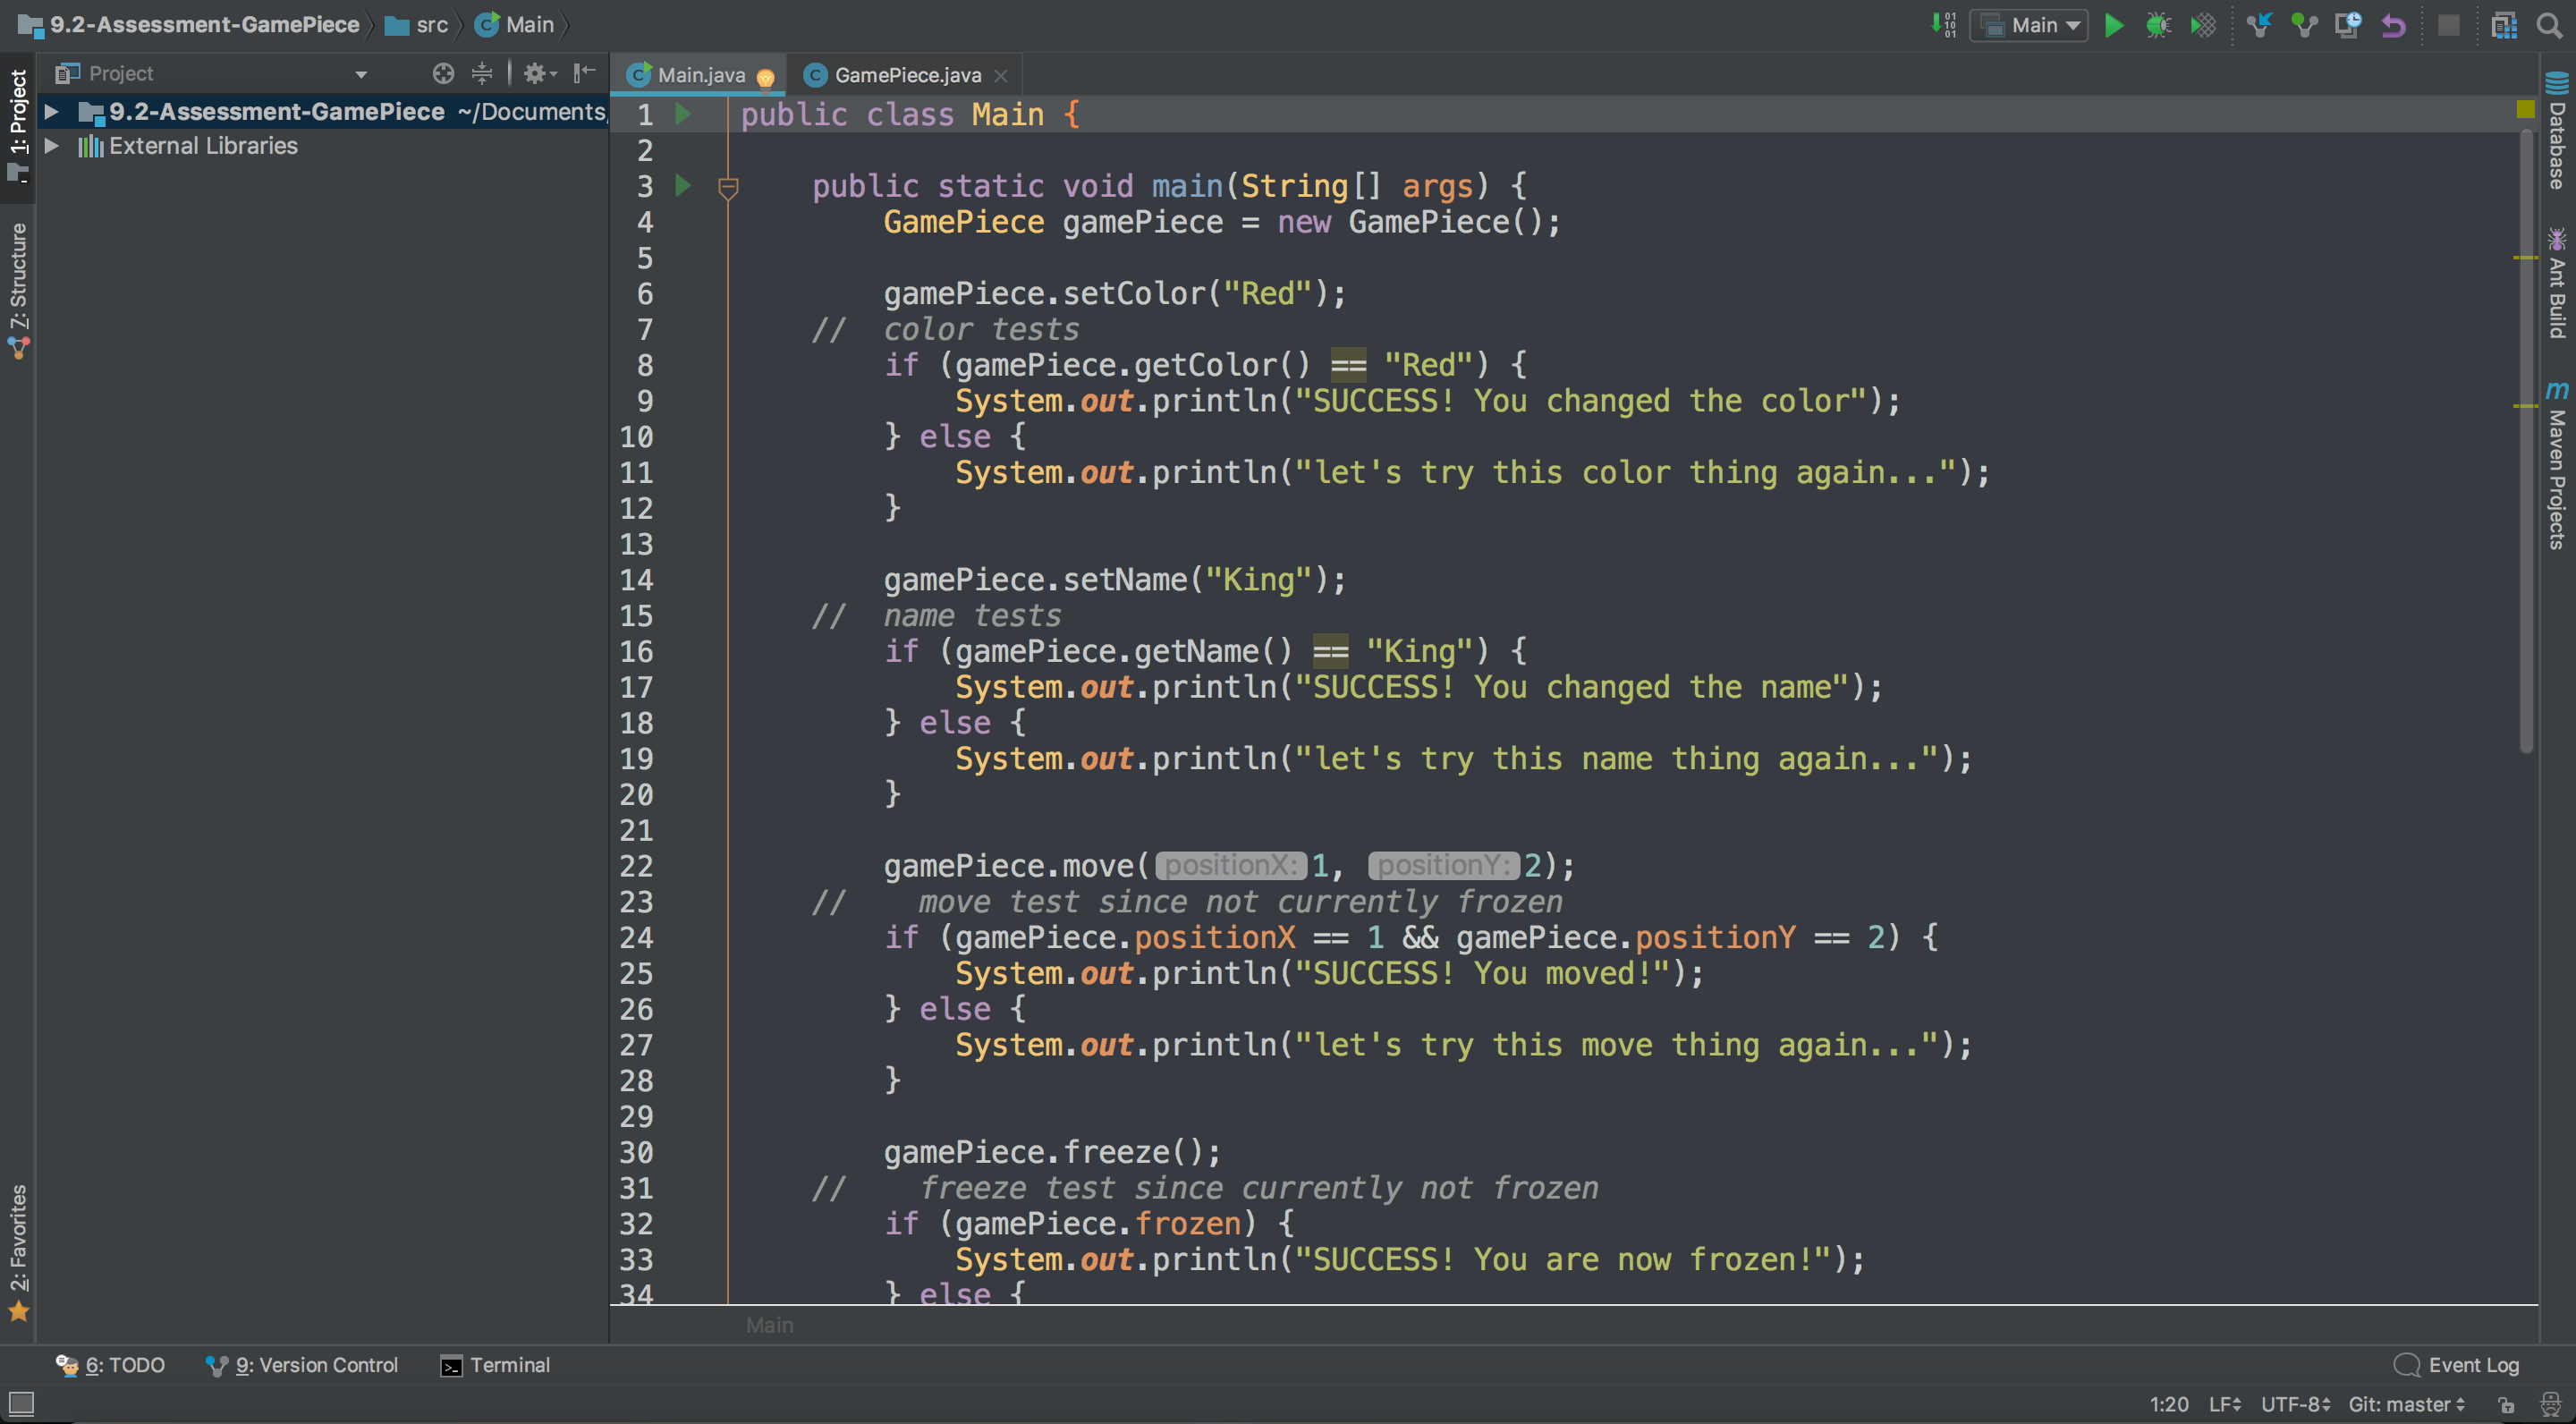 9.2-Assessment-GamePiece src Main
Main
1: Project
Z: Structure
2: Favorites
Project
9.2-Assessment-GamePiece ~/Documents/
External Libraries
Main.java GamePiece.java
1 public class Main {
2
3 public static void main(String[] args) {
4 GamePiece gamePiece = new GamePiece();
5
6 gamePiece.setColor("Red");
7 // color tests
8 if (gamePiece.getColor() == "Red") {
9 System.out.println("SUCCESS! You changed the color");
10 } else {
11 System.out.println("let's try this color thing again...");
12 }
13
14 gamePiece.setName("King");
15 // name tests
16 if (gamePiece.getName() == "King") {
17 System.out.println("SUCCESS! You changed the name");
18 } else {
19 System.out.println("let's try this name thing again...");
20 }
21
22 gamePiece.move(positionX: 1, positionY: 2);
23 // move test since not currently frozen
24 if (gamePiece.positionX == 1 && gamePiece.positionY == 2) {
25 System.out.println("SUCCESS! You moved!");
26 } else {
27 System.out.println("let's try this move thing again...");
28 }
29
30 gamePiece.freeze();
31 // freeze test since currently not frozen
32 if (gamePiece.frozen) {
33 System.out.println("SUCCESS! You are now frozen!");
34 } else {
Main
Database
Ant Build
m Maven Projects
6: TODO 9: Version Control Terminal Event Log
1:20 LF UTF-8 Git: master